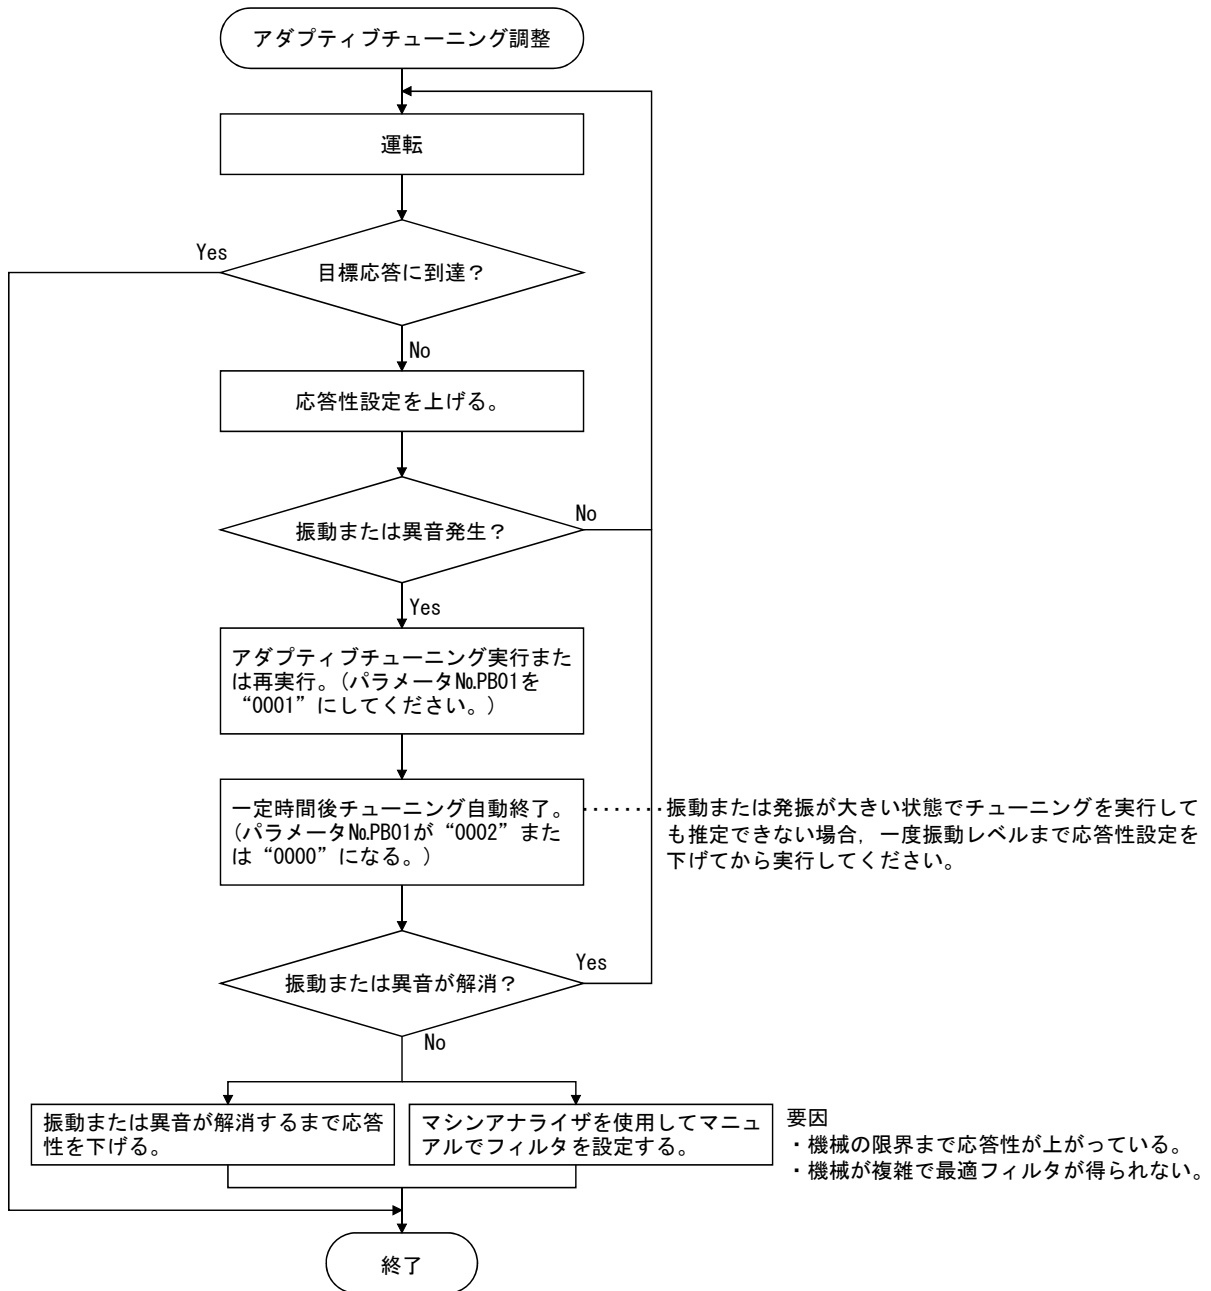 アダプティブチューニング調整
運転
Yes
目標応答に到達？
No
応答性設定を上げる。
振動または異音発生？
No
Yes
アダプティブチューニング実行また
は再実行。（パラメータ№PB01を
“0001”にしてください。）
一定時間後チューニング自動終了。
（パラメータ№PB01が“0002”また
は“0000”になる。）
振動または発振が大きい状態でチューニングを実行して
も推定できない場合，一度振動レベルまで応答性設定を
下げてから実行してください。
振動または異音が解消？
Yes
No
振動または異音が解消するまで応答
性を下げる。
マシンアナライザを使用してマニュ
アルでフィルタを設定する。
要因
・機械の限界まで応答性が上がっている。
・機械が複雑で最適フィルタが得られない。
終了